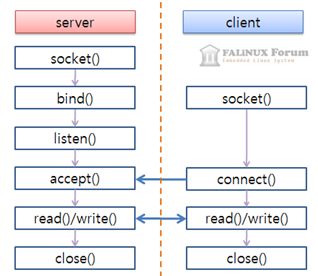 server
client
FALINUX Forum
Embedded Linux System
socket()
bind()
socket()
listen()
accept()
connect()
read()/write()
read()/write()
close()
close()